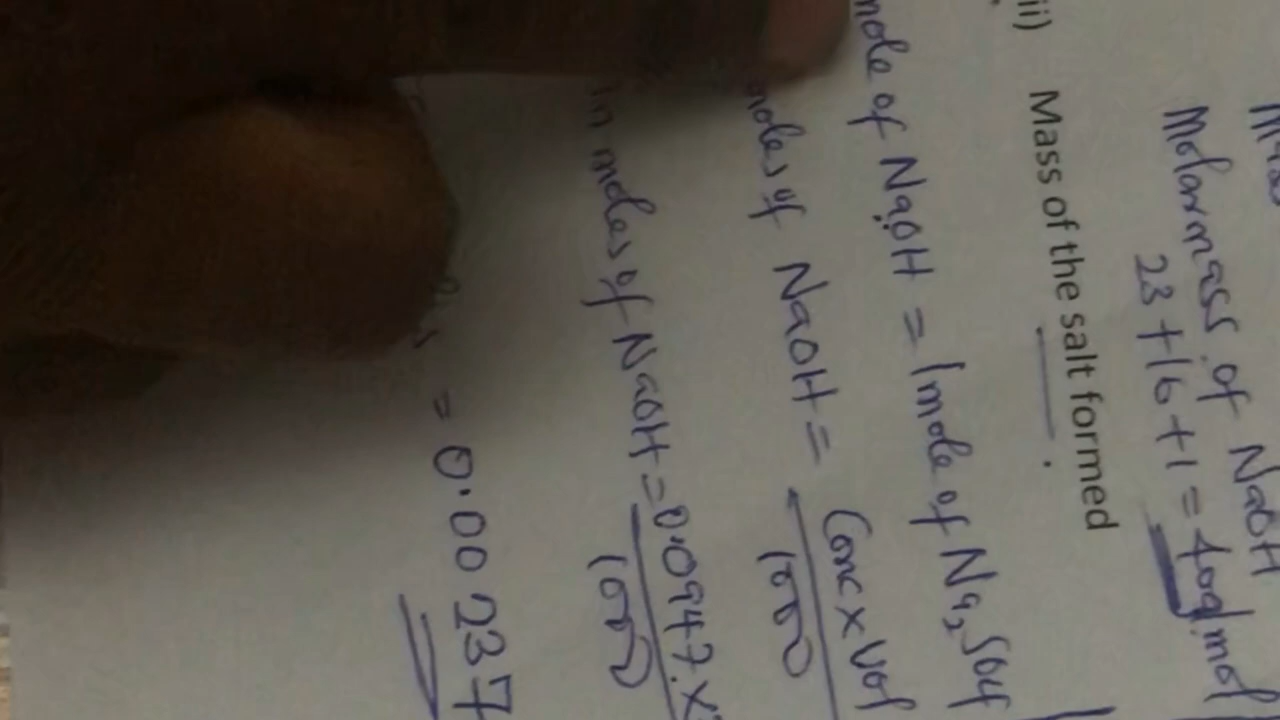 Molar mass of NaOH
23 + 16 + 1 = 40g/mol
ii) Mass of the salt formed
mole of NaOH = 1 mole of Na2SO4
moles of NaOH = Conc x Vol
1000
in moles of NaOH = 0.0947 x
1000
= 0.00237